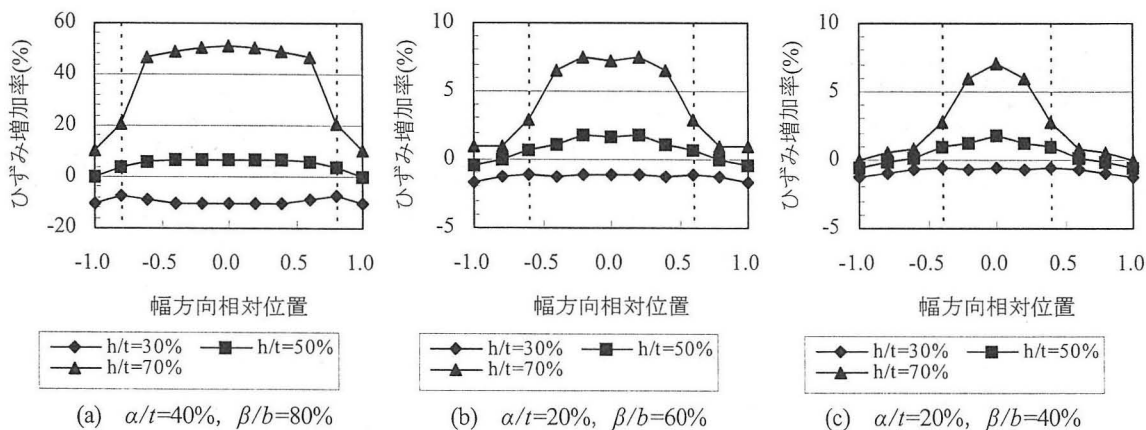 ひずみ増加率(%)
60
40
20
0
-20
-1.0 -0.5 0.0 0.5 1.0
幅方向相対位置
h/t=30% h/t=50%
h/t=70%
(a) α/t=40%, β/b=80%
ひずみ増加率(%)
10
5
0
-5
-1.0 -0.5 0.0 0.5 1.0
幅方向相対位置
h/t=30% h/t=50%
h/t=70%
(b) α/t=20%, β/b=60%
ひずみ増加率(%)
10
5
0
-5
-1.0 -0.5 0.0 0.5 1.0
幅方向相対位置
h/t=30% h/t=50%
h/t=70%
(c) α/t=20%, β/b=40%